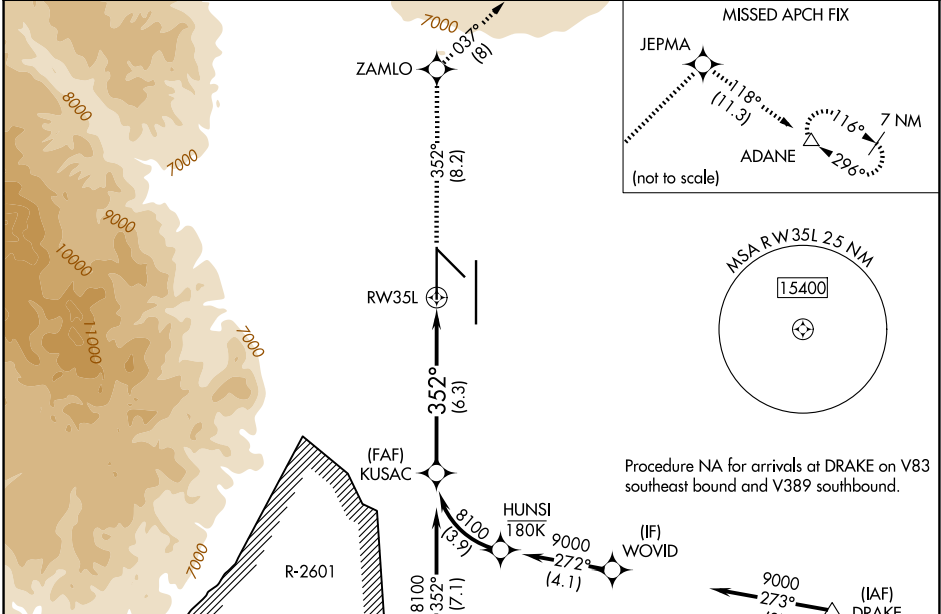 7000
037°
(8)
ZAMLO
MISSED APCH FIX
JEPMA
118°
(11.3)
116°
7 NM
ADANE
296°
(not to scale)
8000
7000
352°
(8.2)
9000
10000
11000
7000
RW35L
MSA RW35L 25 NM
15400
352°
(6.3)
(FAF)
KUSAC
Procedure NA for arrivals at DRAKE on V83
southeast bound and V389 southbound.
HUNSI
180K
8100
(3.9)
9000
272°
(4.1)
(IF)
WOVID
7000
R-2601
8100
352°
(7.1)
9000
273°
(IAF)
DRAKE